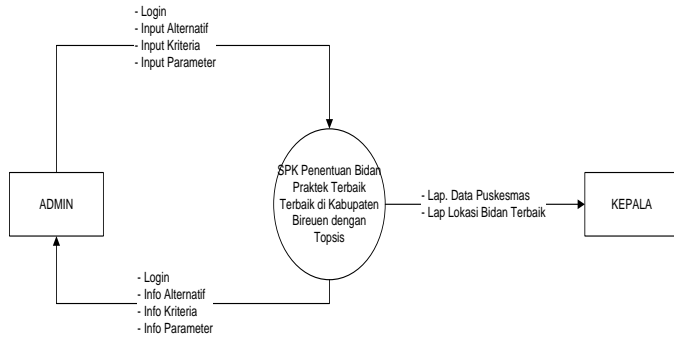 - Login
- Input Alternatif
- Input Kriteria
- Input Parameter
SPK Penentuan Bidan
Praktek Terbaik
Terbaik di Kabupaten
Bireuen dengan
Topsis
ADMIN
- Lap. Data Puskesmas
- Lap Lokasi Bidan Terbaik
KEPALA
- Login
- Info Alternatif
- Info Kriteria
- Info Parameter